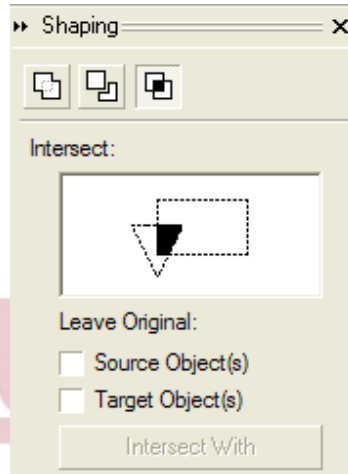 Shaping
Intersect:
Leave Original:
Source Object(s)
Target Object(s)
Intersect With